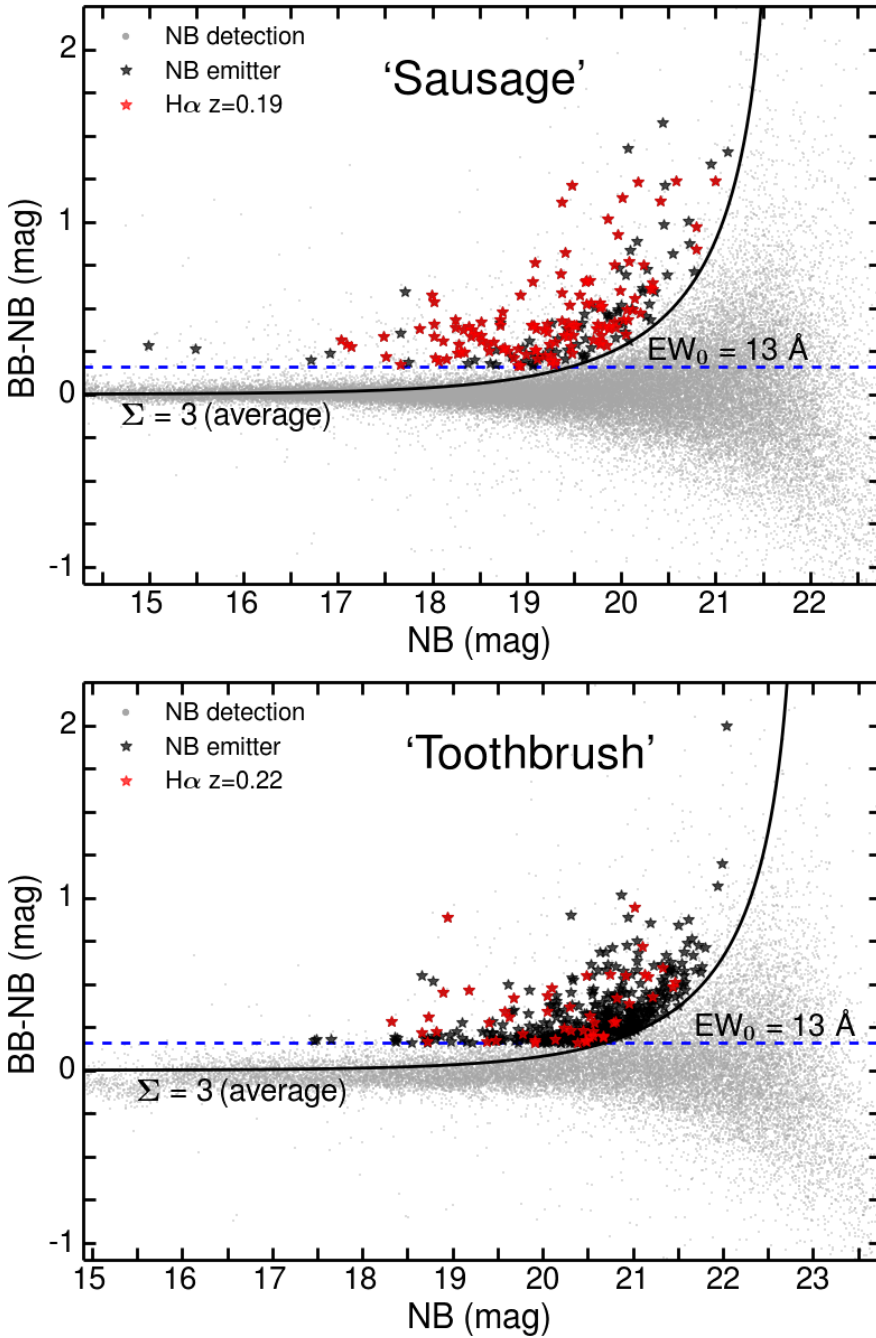 2
1
0
-1
BB-NB (mag)
NB detection
NB emitter
Hα z=0.19
‘Sausage’
EW₀ = 13 Å
Σ = 3 (average)
15 16 17 18 19 20 21 22
NB (mag)
2
1
0
-1
BB-NB (mag)
NB detection
NB emitter
Hα z=0.22
‘Toothbrush’
EW₀ = 13 Å
Σ = 3 (average)
15 16 17 18 19 20 21 22 23
NB (mag)